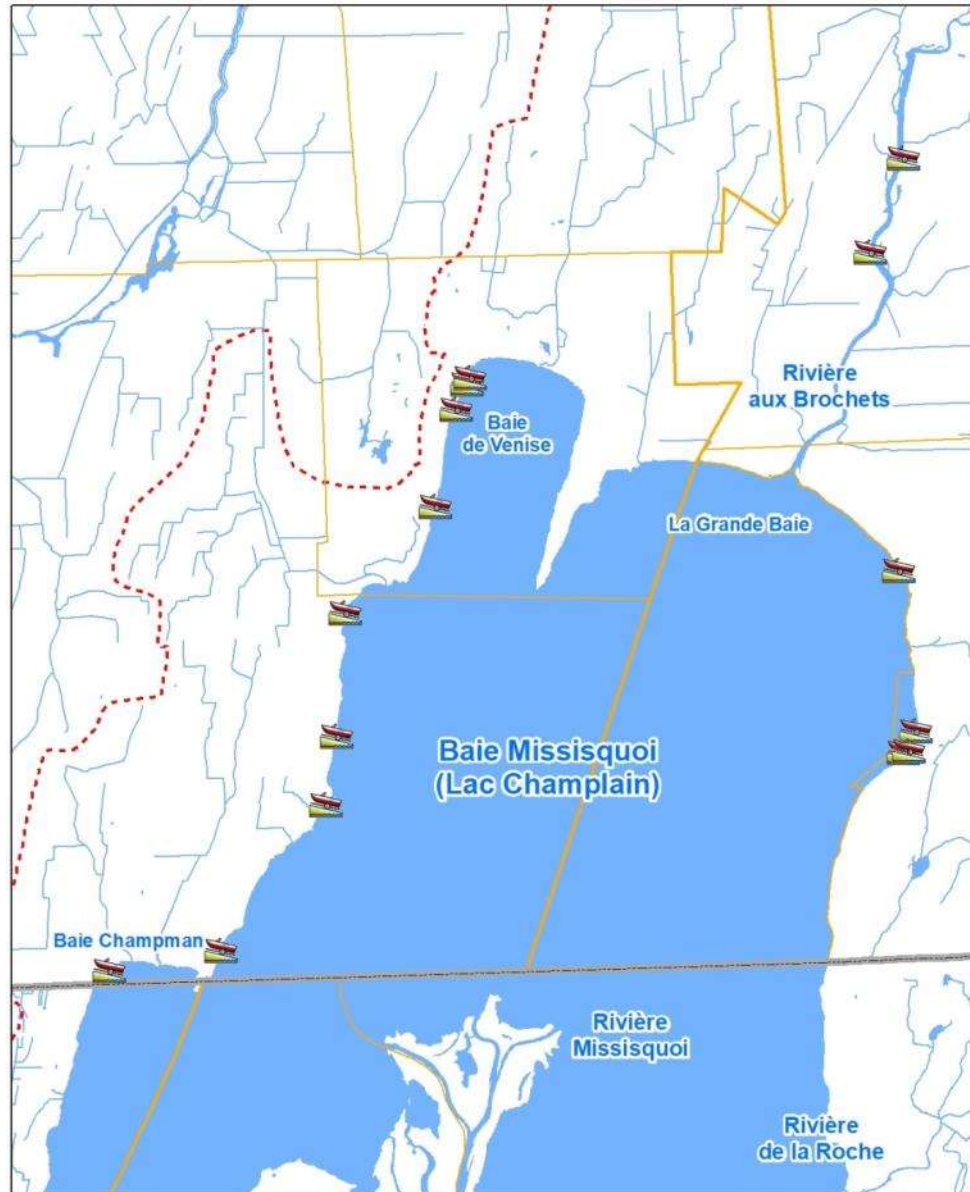 Rivière
aux Brochets
Baie
de Venise
La Grande Baie
Baie Missisquoi
(Lac Champlain)
Baie Champman
Rivière
Missisquoi
Rivière
de la Roche